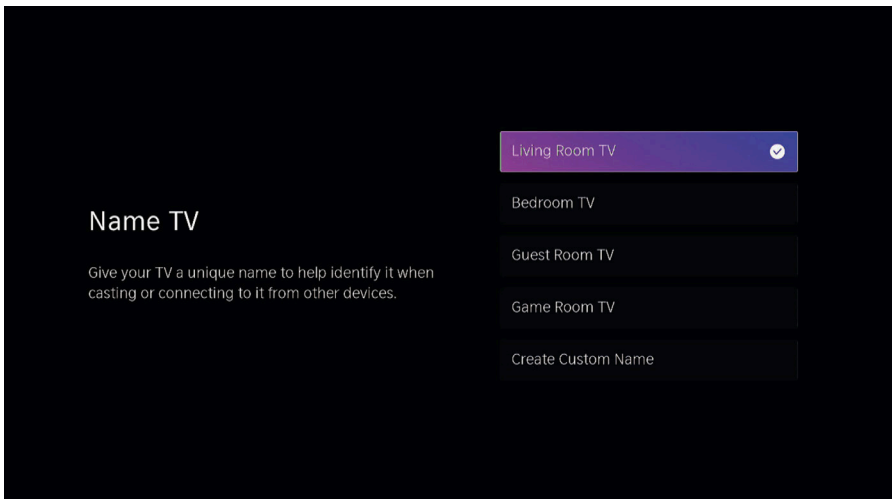 Name TV
Give your TV a unique name to help identify it when
casting or connecting to it from other devices.
Living Room TV
Bedroom TV
Guest Room TV
Game Room TV
Create Custom Name